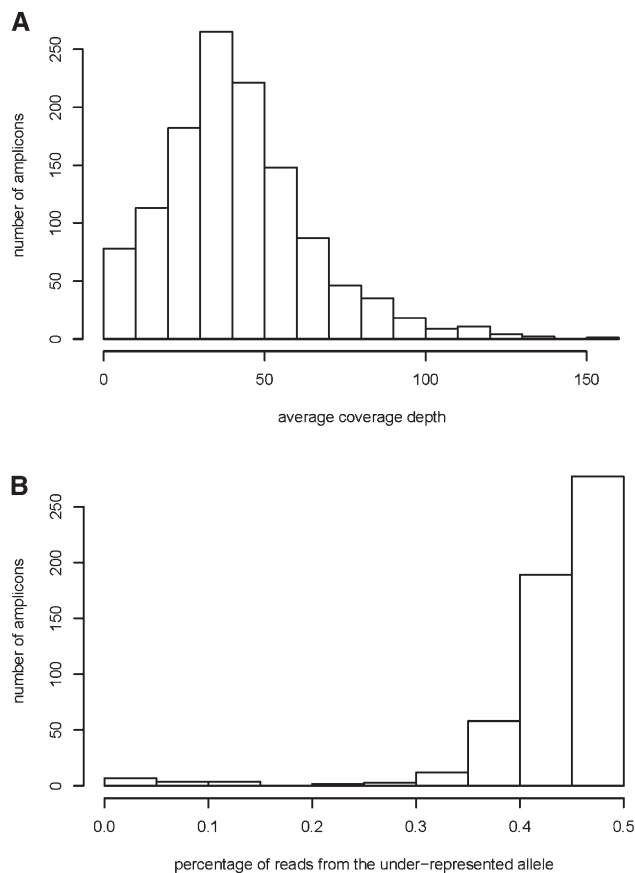 A
number of amplicons
250
200
150
100
50
0
0 50 100 150
average coverage depth
B
number of amplicons
250
200
150
100
50
0
0.0 0.1 0.2 0.3 0.4 0.5
percentage of reads from the under−represented allele